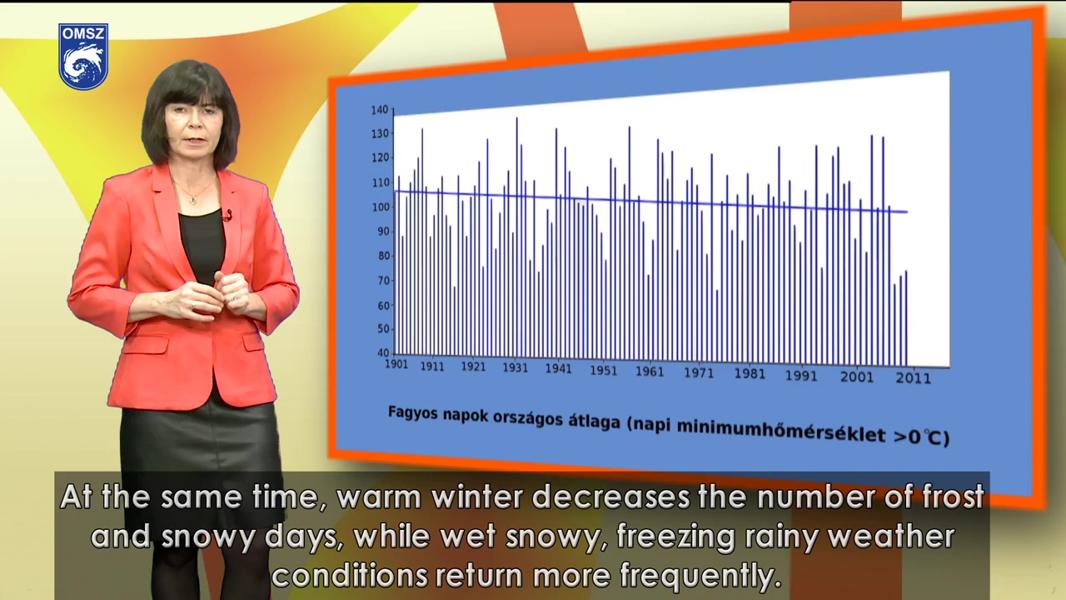 OMSZ
140
130
120
110
100
90
80
70
60
50
40
1901 1911 1921 1931 1941 1951 1961 1971 1981 1991 2001 2011
Fagyos napok országos átlaga (napi minimumhőmérséklet >0°C)
At the same time, warm winter decreases the number of frost
and snowy days, while wet snowy, freezing rainy weather
conditions return more frequently.